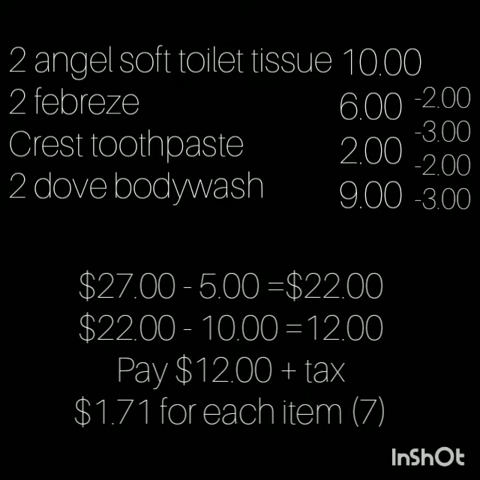 2 angel soft toilet tissue 10.00 -2.00
2 febreze 6.00 -3.00
Crest toothpaste 2.00 -2.00
2 dove bodywash 9.00 -3.00
$27.00 - 5.00 =$22.00
$22.00 - 10.00 =12.00
Pay $12.00 + tax
$1.71 for each item (7)
InShOt